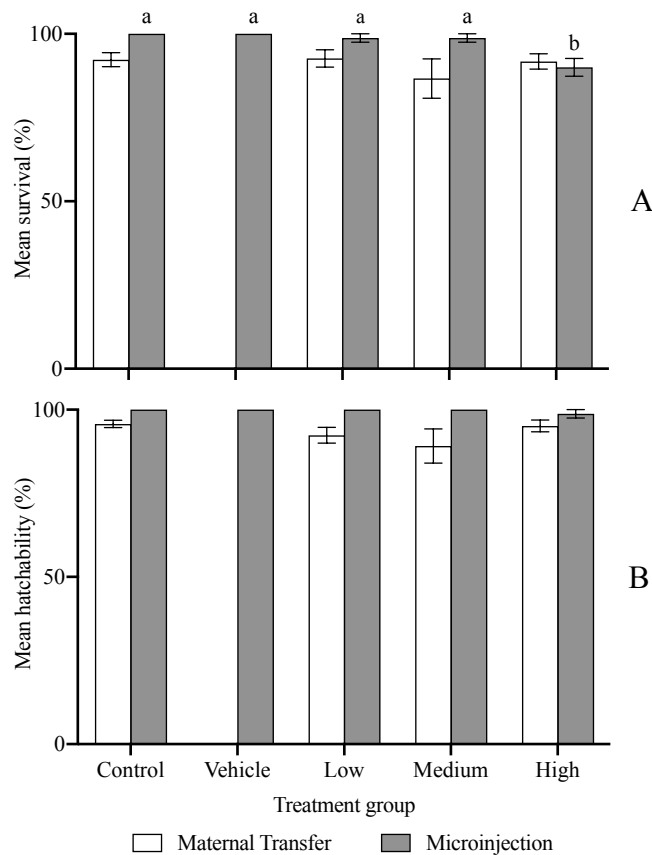 a a a a b
100
50
0
Mean survival (%)
A
100
50
0
Mean hatchability (%)
B
Control Vehicle Low Medium High
Treatment group
Maternal Transfer Microinjection